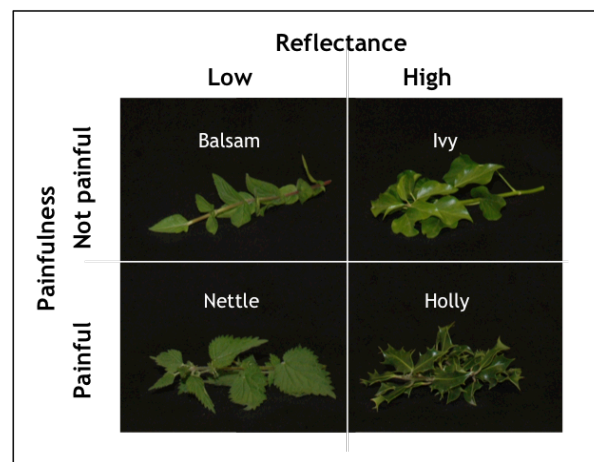 Reflectance
Low High
Painfulness
Not painful
Balsam Ivy
Painful
Nettle Holly